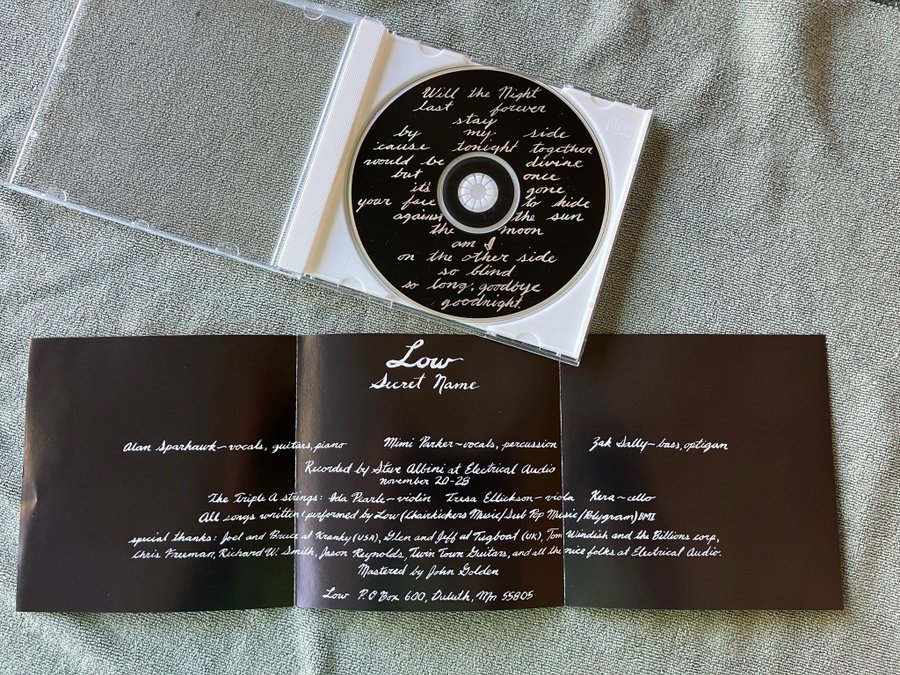 Will the Night
last forever
stay
by my side
'cause tonight together
would be divine
but once
it's gone
your face to hide
against the sun
the moon
am I
on the other side
so blind
so long, goodbye
goodnight.
Low
Secret Name
Alan Sparhawk~vocals, guitars, piano Mimi Parker~vocals, percussion Zak Sally~bass, optigan
Recorded by Steve Albini at Electrical Audio
november 20-28
The Triple A strings: Ida Pearle~violin Tresa Ellickson~viola Kera~cello
All songs written & performed by Low (Chairkickers Music/Sub Pop Music/Polygram) BMI
special thanks: Joel and Bruce at Kranky (USA), Glen and Jeff at Tugboat (UK), Tom Windish and the Billions corp,
Chris Freeman, Richard W. Smith, Jason Reynolds, Twin Town Guitars, and all the nice folks at Electrical Audio.
Mastered by John Golden
Low P.O Box 600, Duluth, Mn 55805